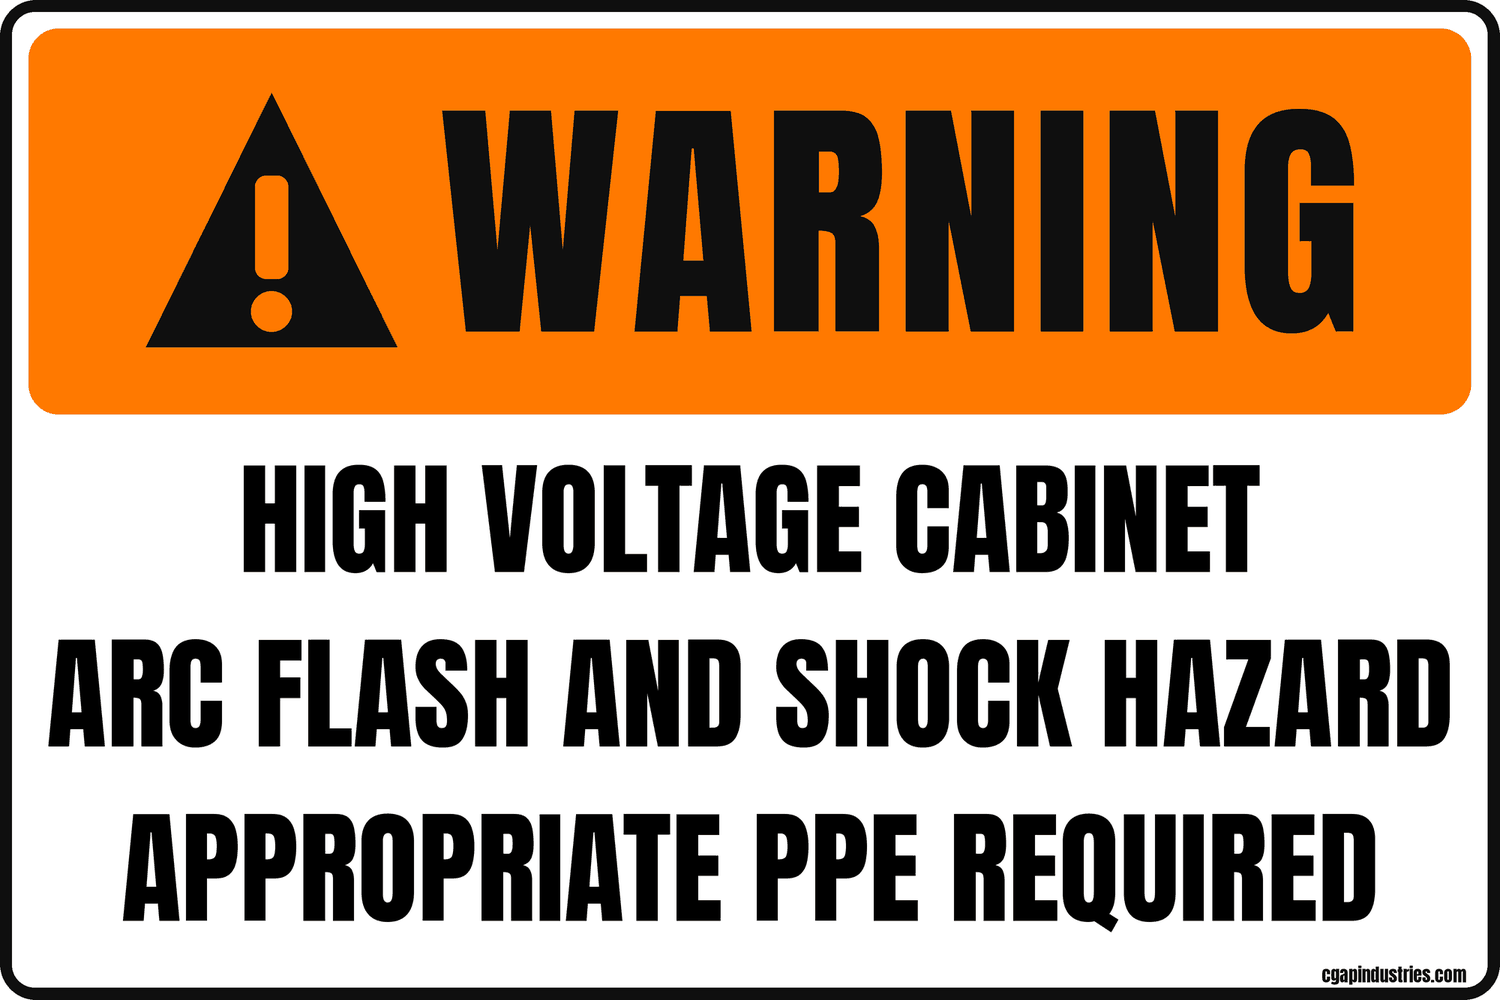 WARNING
HIGH VOLTAGE CABINET
ARC FLASH AND SHOCK HAZARD
APPROPRIATE PPE REQUIRED
cgapindustries.com